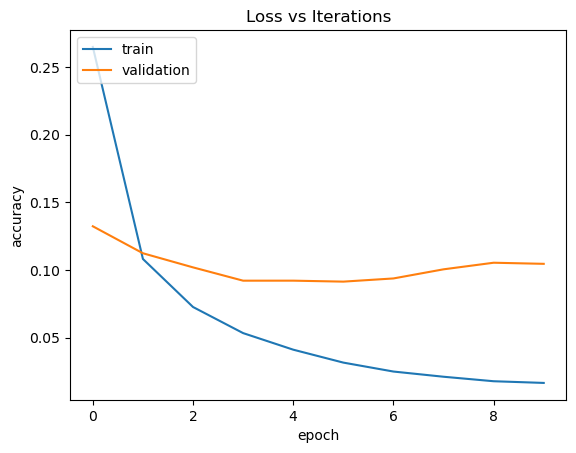 Loss vs Iterations
train
validation
0.25
0.20
0.15
0.10
0.05
accuracy
0 2 4 6 8
epoch